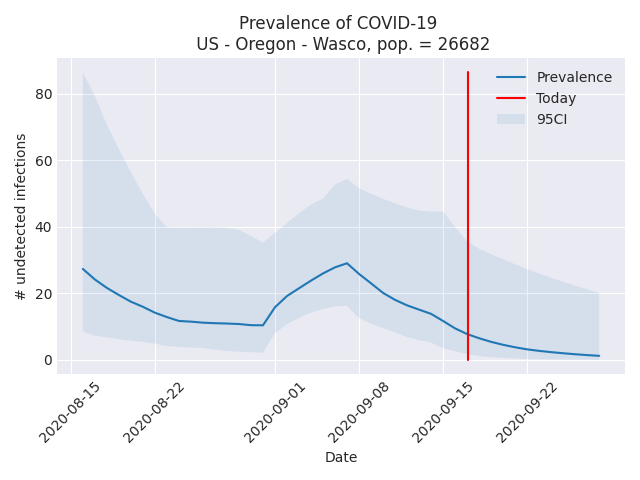 Prevalence of COVID-19
US - Oregon - Wasco, pop. = 26682
Prevalence
Today
95CI
# undetected infections
80
60
40
20
0
2020-08-15
2020-08-22
2020-09-01
2020-09-08
2020-09-15
2020-09-22
Date